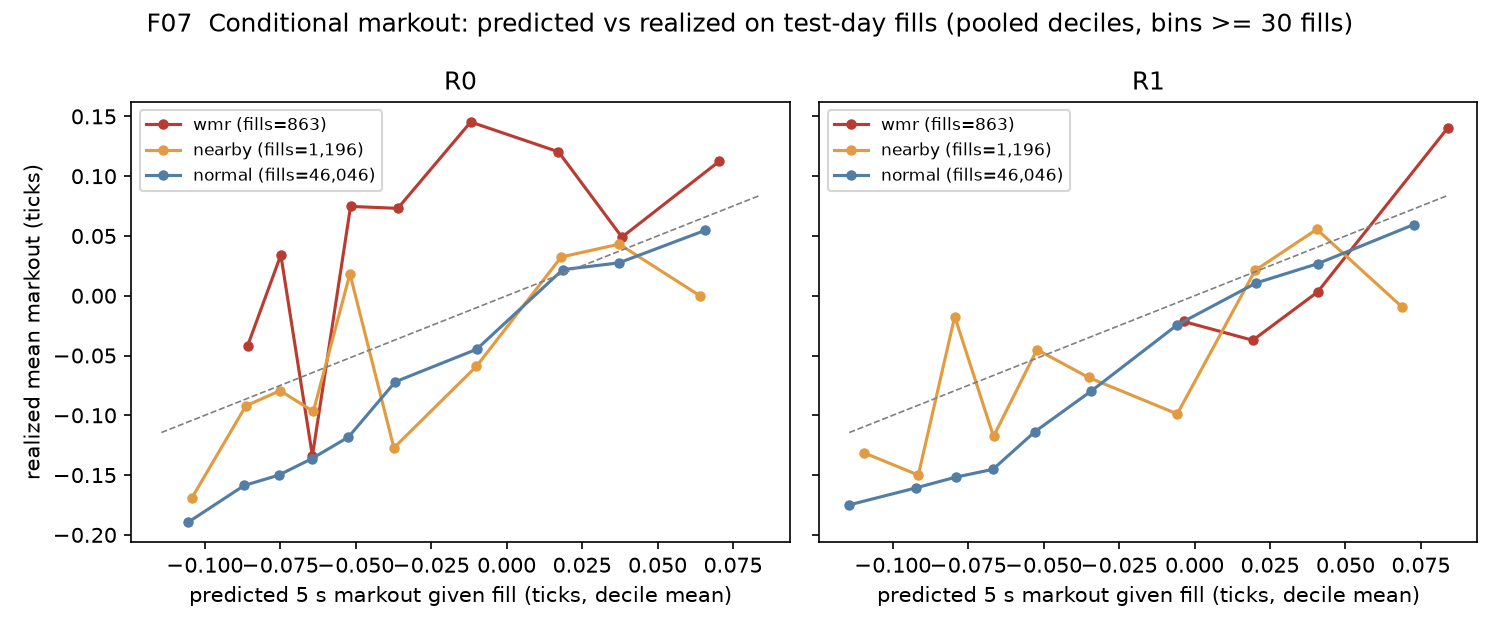 F07  Conditional markout: predicted vs realized on test-day fills (pooled deciles, bins >= 30 fills)
R0
R1
wmr (fills=863)
nearby (fills=1,196)
normal (fills=46,046)
wmr (fills=863)
nearby (fills=1,196)
normal (fills=46,046)
realized mean markout (ticks)
0.15
0.10
0.05
0.00
−0.05
−0.10
−0.15
−0.20
−0.100 −0.075 −0.050 −0.025 0.000 0.025 0.050 0.075
−0.100 −0.075 −0.050 −0.025 0.000 0.025 0.050 0.075
predicted 5 s markout given fill (ticks, decile mean)
predicted 5 s markout given fill (ticks, decile mean)